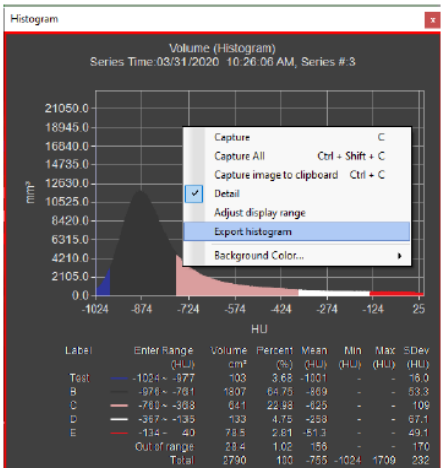 Histogram
x
Volume (Histogram)
Series Time:03/31/2020 10:26:06 AM, Series #:3
21050.0
18945.0
16840.0
14735.0
12630.0
10525.0
8420.0
6315.0
4210.0
2105.0
0.0
mm³
Capture C
Capture All Ctrl + Shift + C
Capture image to clipboard Ctrl + C
Detail
Adjust display range
Export histogram
Background Color...
-1024 -874 -724 -574 -424 -274 -124 25
HU
Label Enter Range Volume Percent Mean Min Max SDev
(HU) cm³ (%) (HU) (HU) (HU) (HU)
Test -1024 ~ -977 103 3.68 -1001 - - 16.0
B -976 ~ -761 1807 64.76 -869 - - 53.3
C -760 ~ -368 641 22.98 -625 - - 109
D -367 ~ -135 133 4.75 -258 - - 67.1
E -134 ~ 40 78.5 2.81 -51.3 - - 49.1
Out of range 28.4 1.02 156 - - 170
Total 2790 100 -755 -1024 1709 232